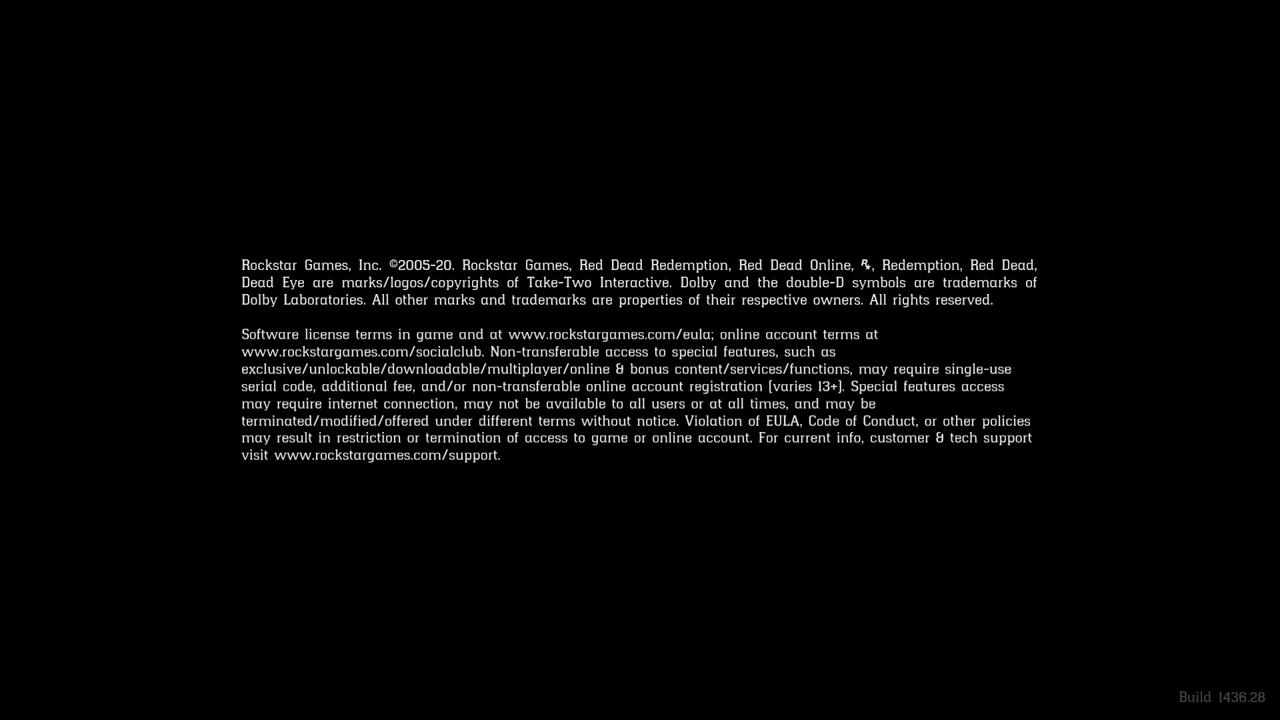 Rockstar Games, Inc. ©2005-20. Rockstar Games, Red Dead Redemption, Red Dead Online, R★, Redemption, Red Dead,
Dead Eye are marks/logos/copyrights of Take-Two Interactive. Dolby and the double-D symbols are trademarks of
Dolby Laboratories. All other marks and trademarks are properties of their respective owners. All rights reserved.
Software license terms in game and at www.rockstargames.com/eula; online account terms at
www.rockstargames.com/socialclub. Non-transferable access to special features, such as
exclusive/unlockable/downloadable/multiplayer/online & bonus content/services/functions, may require single-use
serial code, additional fee, and/or non-transferable online account registration (varies 13+). Special features access
may require internet connection, may not be available to all users or at all times, and may be
terminated/modified/offered under different terms without notice. Violation of EULA, Code of Conduct, or other policies
may result in restriction or termination of access to game or online account. For current info, customer & tech support
visit www.rockstargames.com/support.
Build 1436.28